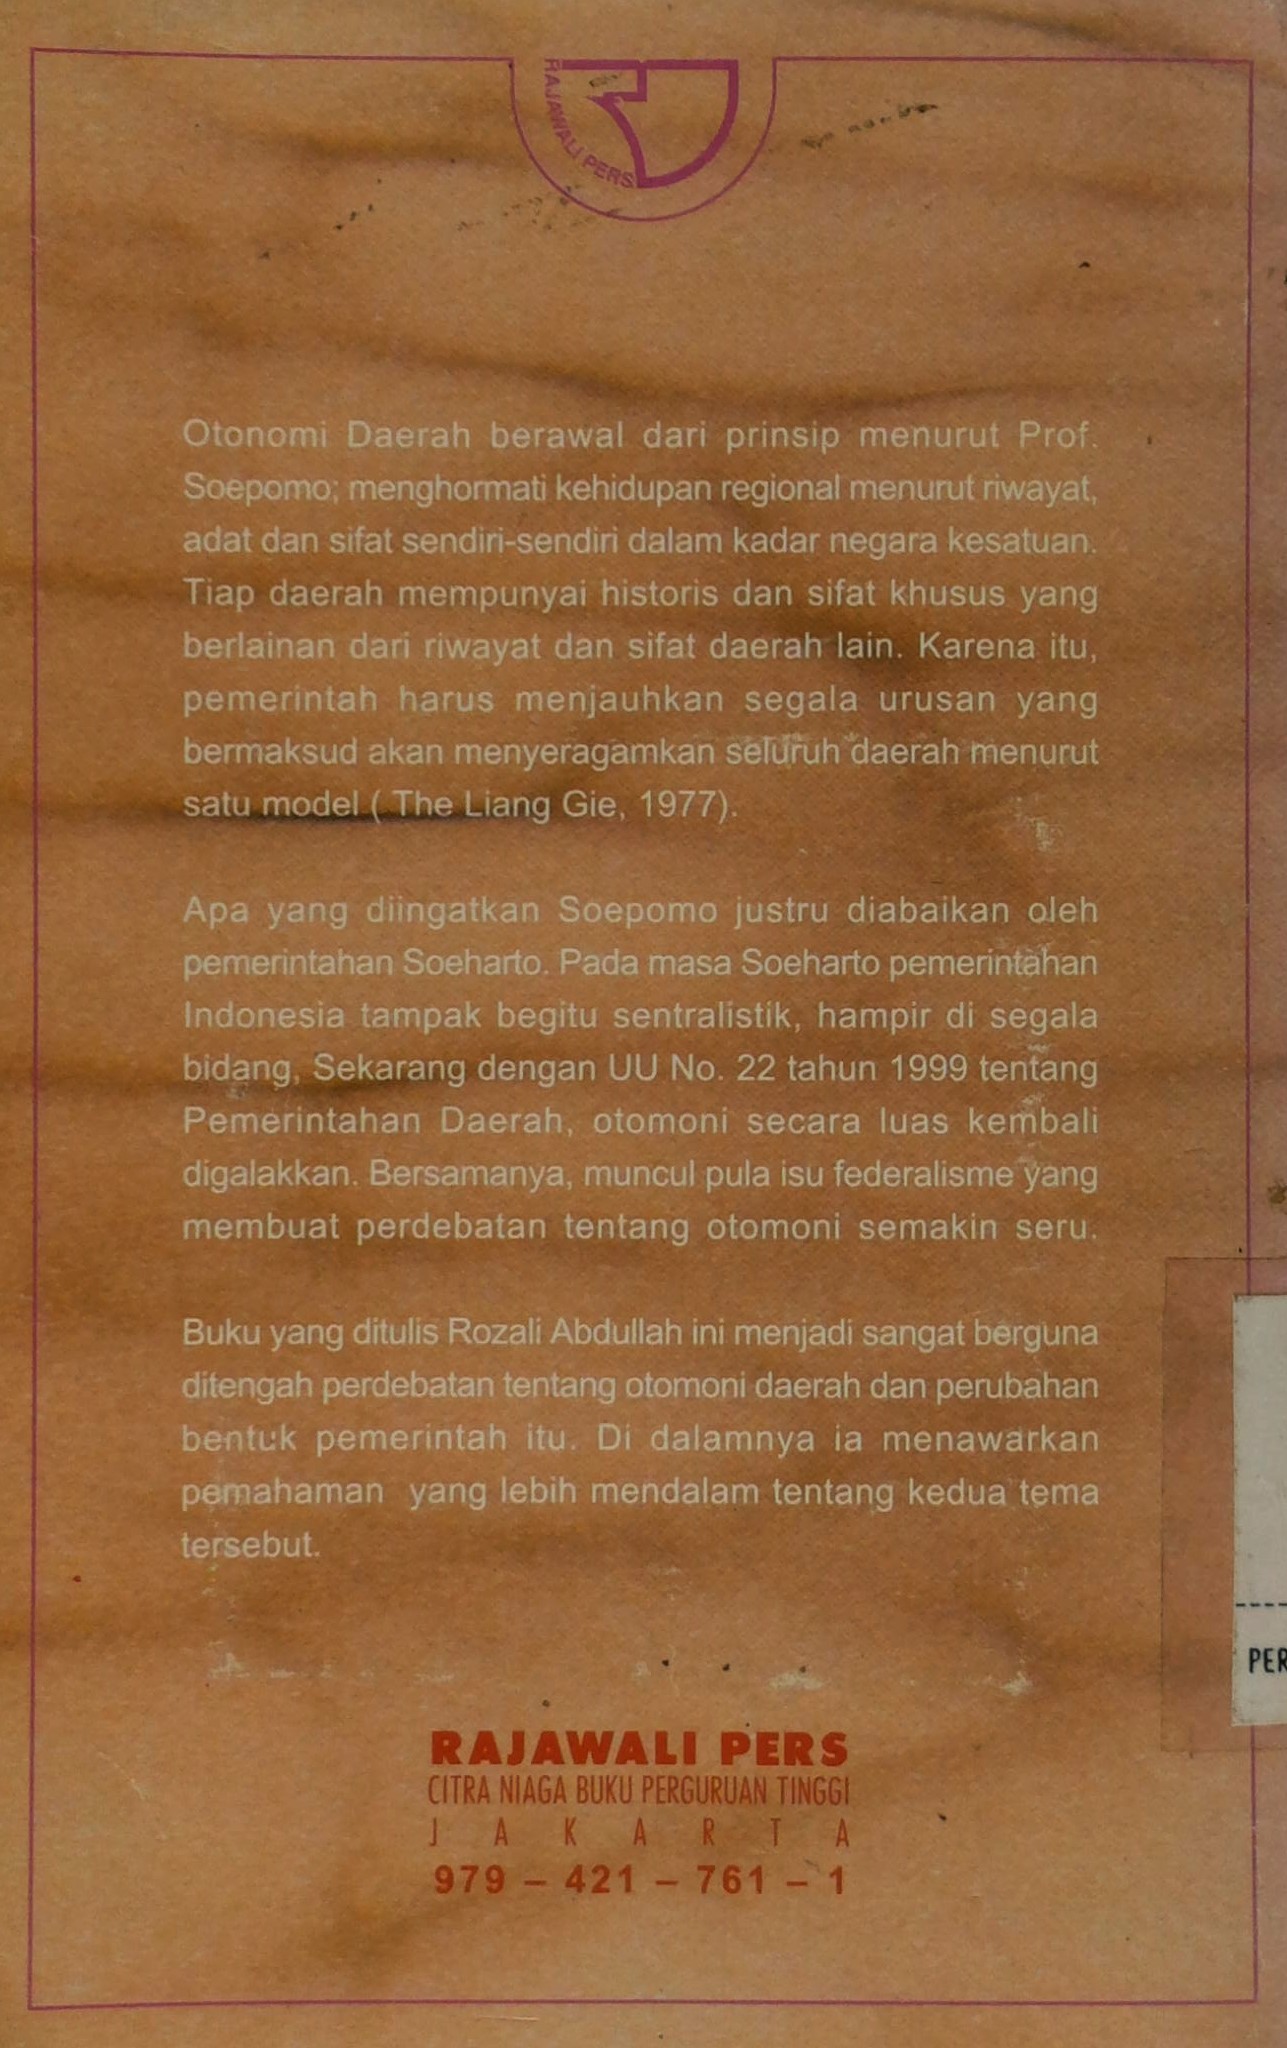 RAJAWALI PERS
Otonomi Daerah berawal dari prinsip menurut Prof.
Soepomo; menghormati kehidupan regional menurut riwayat,
adat dan sifat sendiri-sendiri dalam kadar negara kesatuan.
Tiap daerah mempunyai historis dan sifat khusus yang
berlainan dari riwayat dan sifat daerah lain. Karena itu,
pemerintah harus menjauhkan segala urusan yang
bermaksud akan menyeragamkan seluruh daerah menurut
satu model ( The Liang Gie, 1977).
Apa yang diingatkan Soepomo justru diabaikan oleh
pemerintahan Soeharto. Pada masa Soeharto pemerintahan
Indonesia tampak begitu sentralistik, hampir di segala
bidang, Sekarang dengan UU No. 22 tahun 1999 tentang
Pemerintahan Daerah, otomoni secara luas kembali
digalakkan. Bersamanya, muncul pula isu federalisme yang
membuat perdebatan tentang otomoni semakin seru.
Buku yang ditulis Rozali Abdullah ini menjadi sangat berguna
ditengah perdebatan tentang otomoni daerah dan perubahan
bentuk pemerintah itu. Di dalamnya ia menawarkan
pemahaman yang lebih mendalam tentang kedua tema
tersebut.
PER
RAJAWALI PERS
CITRA NIAGA BUKU PERGURUAN TINGGI
JAKARTA
979 – 421 – 761 – 1